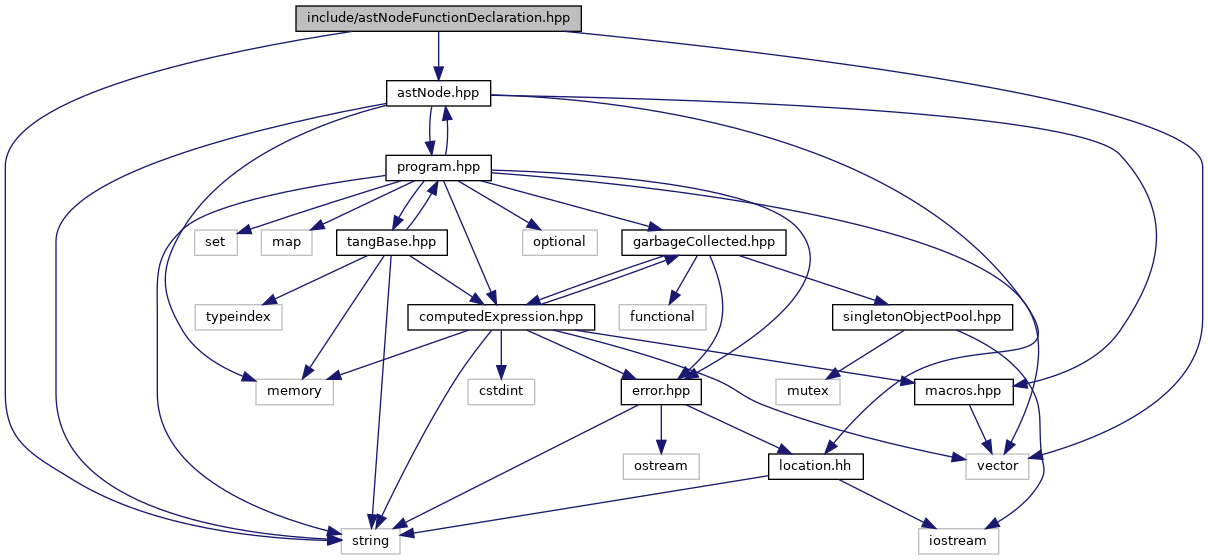 include/astNodeFunctionDeclaration.hpp
astNode.hpp
program.hpp
set
map
tangBase.hpp
optional
garbageCollected.hpp
typeindex
computedExpression.hpp
functional
singletonObjectPool.hpp
memory
cstdint
error.hpp
mutex
macros.hpp
ostream
location.hh
vector
string
iostream